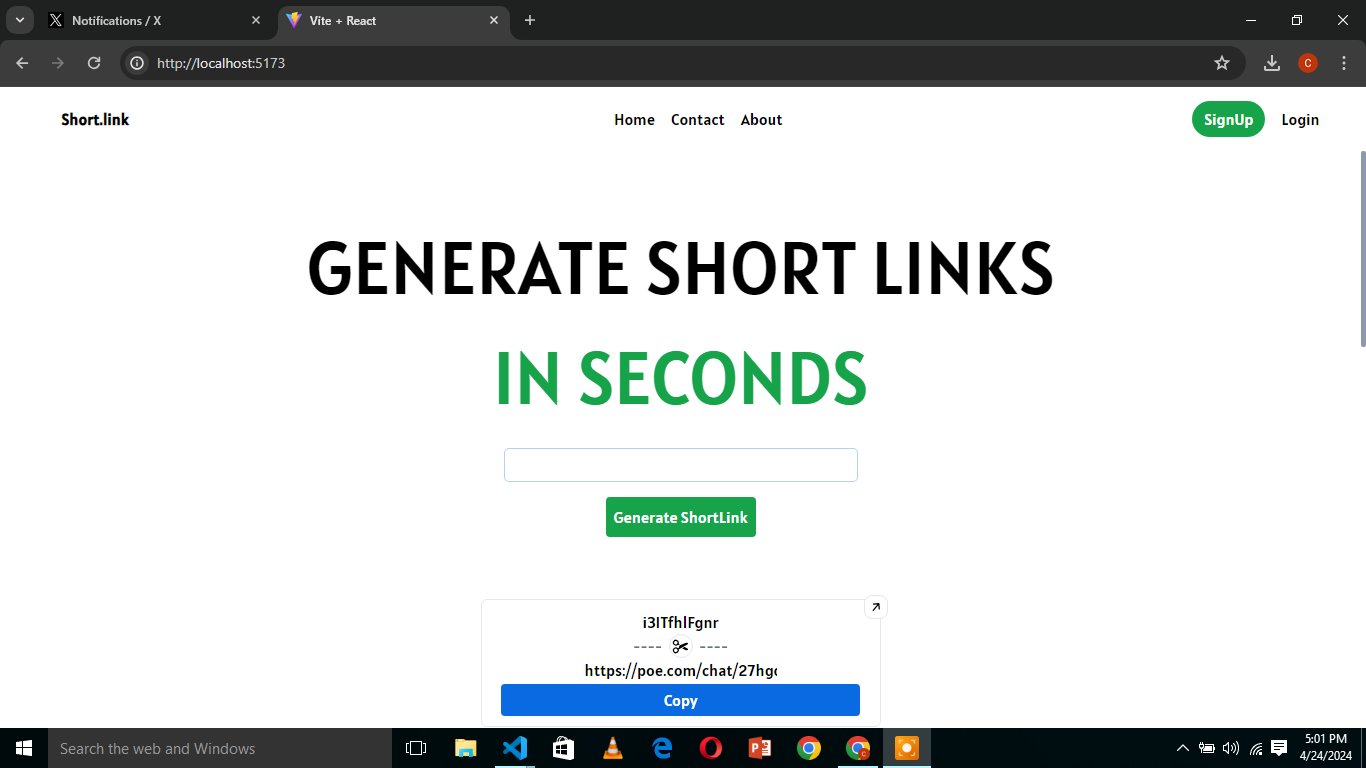 Notifications / X
Vite + React
http://localhost:5173
C
Short.link
Home Contact About
SignUp Login
GENERATE SHORT LINKS
IN SECONDS
Generate ShortLink
---- ----
https://poe.com/chat/27hg
Copy
Search the web and Windows
5:01 PM
4/24/2024